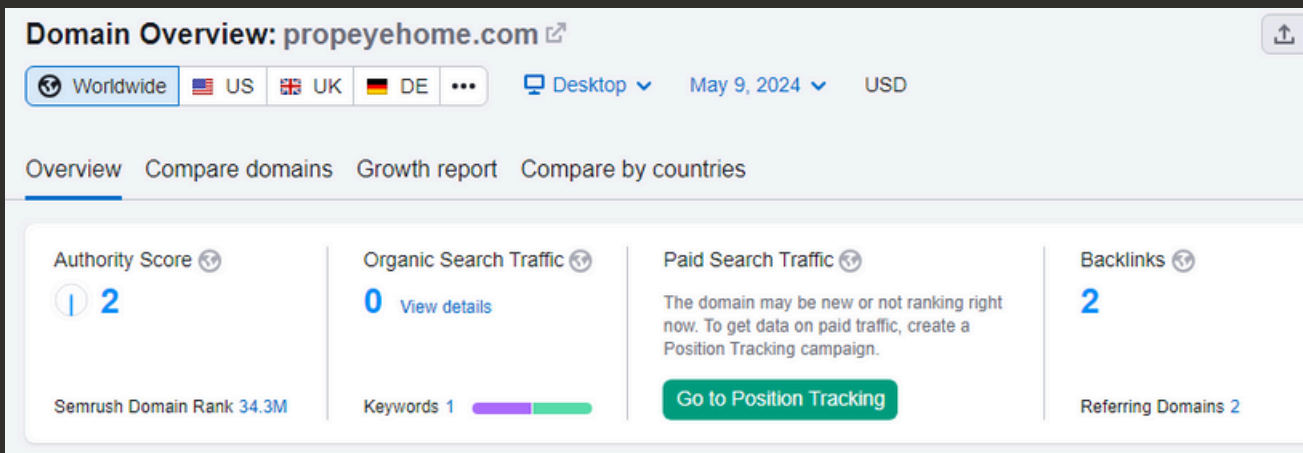 Domain Overview: propeyehome.com
Worldwide US UK DE ••• Desktop May 9, 2024 USD
Overview Compare domains Growth report Compare by countries
Authority Score
2
Semrush Domain Rank 34.3M
Organic Search Traffic
0 View details
Keywords 1
Paid Search Traffic
The domain may be new or not ranking right
now. To get data on paid traffic, create a
Position Tracking campaign.
Go to Position Tracking
Backlinks
2
Referring Domains 2